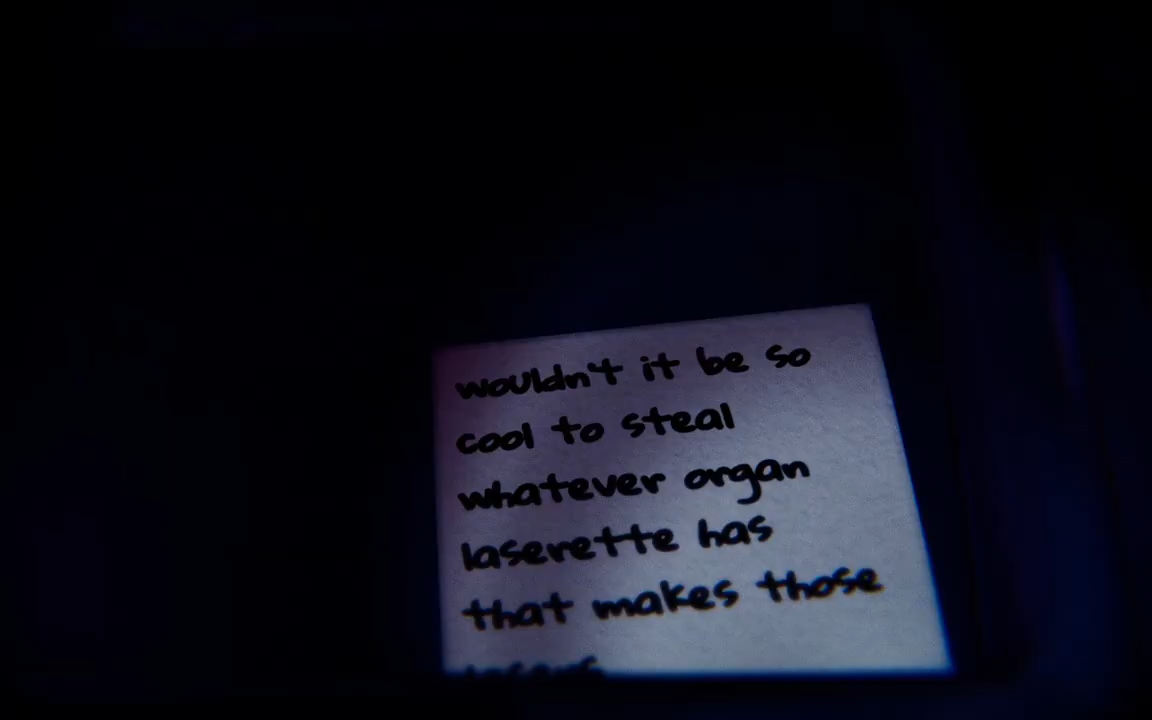 wouldn't it be so
cool to steal
whatever organ
laserette has
that makes those